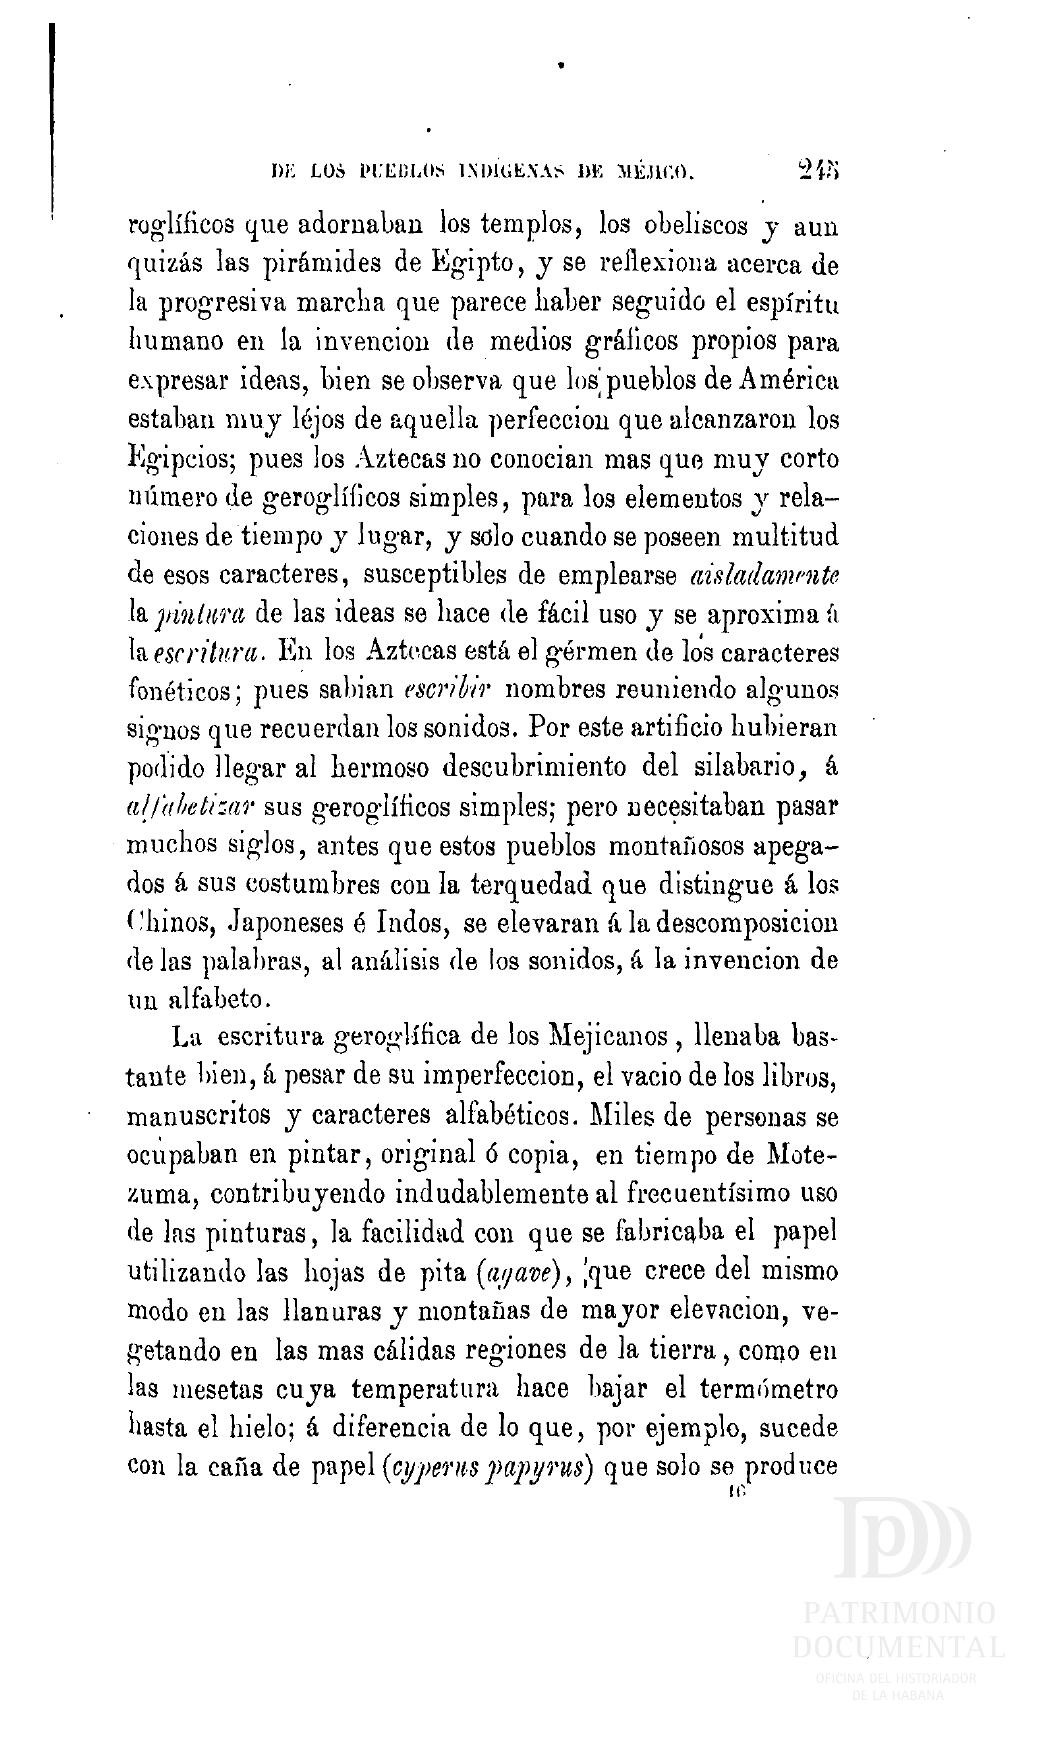 DE LOS PUEBLOS INDÍGENAS DE MÉJICO. 245
roglíficos que adornaban los templos, los obeliscos y aun
quizás las pirámides de Egipto, y se reflexiona acerca de
la progresiva marcha que parece haber seguido el espíritu
humano en la invencion de medios gráficos propios para
expresar ideas, bien se observa que los pueblos de América
estaban muy léjos de aquella perfeccion que alcanzaron los
Egipcios; pues los Aztecas no conocian mas que muy corto
número de geroglíficos simples, para los elementos y rela-
ciones de tiempo y lugar, y solo cuando se poseen multitud
de esos caracteres, susceptibles de emplearse aisladamente
la pintura de las ideas se hace de fácil uso y se aproxima á
la escritura. En los Aztecas está el gérmen de los caracteres
fonéticos; pues sabian escribir nombres reuniendo algunos
signos que recuerdan los sonidos. Por este artificio hubieran
podido llegar al hermoso descubrimiento del silabario, á
alfabetizar sus geroglíficos simples; pero necesitaban pasar
muchos siglos, antes que estos pueblos montañosos apega-
dos á sus costumbres con la terquedad que distingue á los
Chinos, Japoneses é Indos, se elevaran á la descomposicion
de las palabras, al análisis de los sonidos, á la invencion de
un alfabeto.
La escritura geroglífica de los Mejicanos, llenaba bas-
tante bien, á pesar de su imperfeccion, el vacio de los libros,
manuscritos y caracteres alfabéticos. Miles de personas se
ocupaban en pintar, original ó copia, en tiempo de Mote-
zuma, contribuyendo indudablemente al frecuentísimo uso
de las pinturas, la facilidad con que se fabricaba el papel
utilizando las hojas de pita (agave), que crece del mismo
modo en las llanuras y montañas de mayor elevacion, ve-
getando en las mas cálidas regiones de la tierra, como en
las mesetas cuya temperatura hace bajar el termómetro
hasta el hielo; á diferencia de lo que, por ejemplo, sucede
con la caña de papel (cyperus papyrus) que solo se produce
16
PATRIMONIO
DOCUMENTAL
OFICINA DEL HISTORIADOR
DE LA HABANA